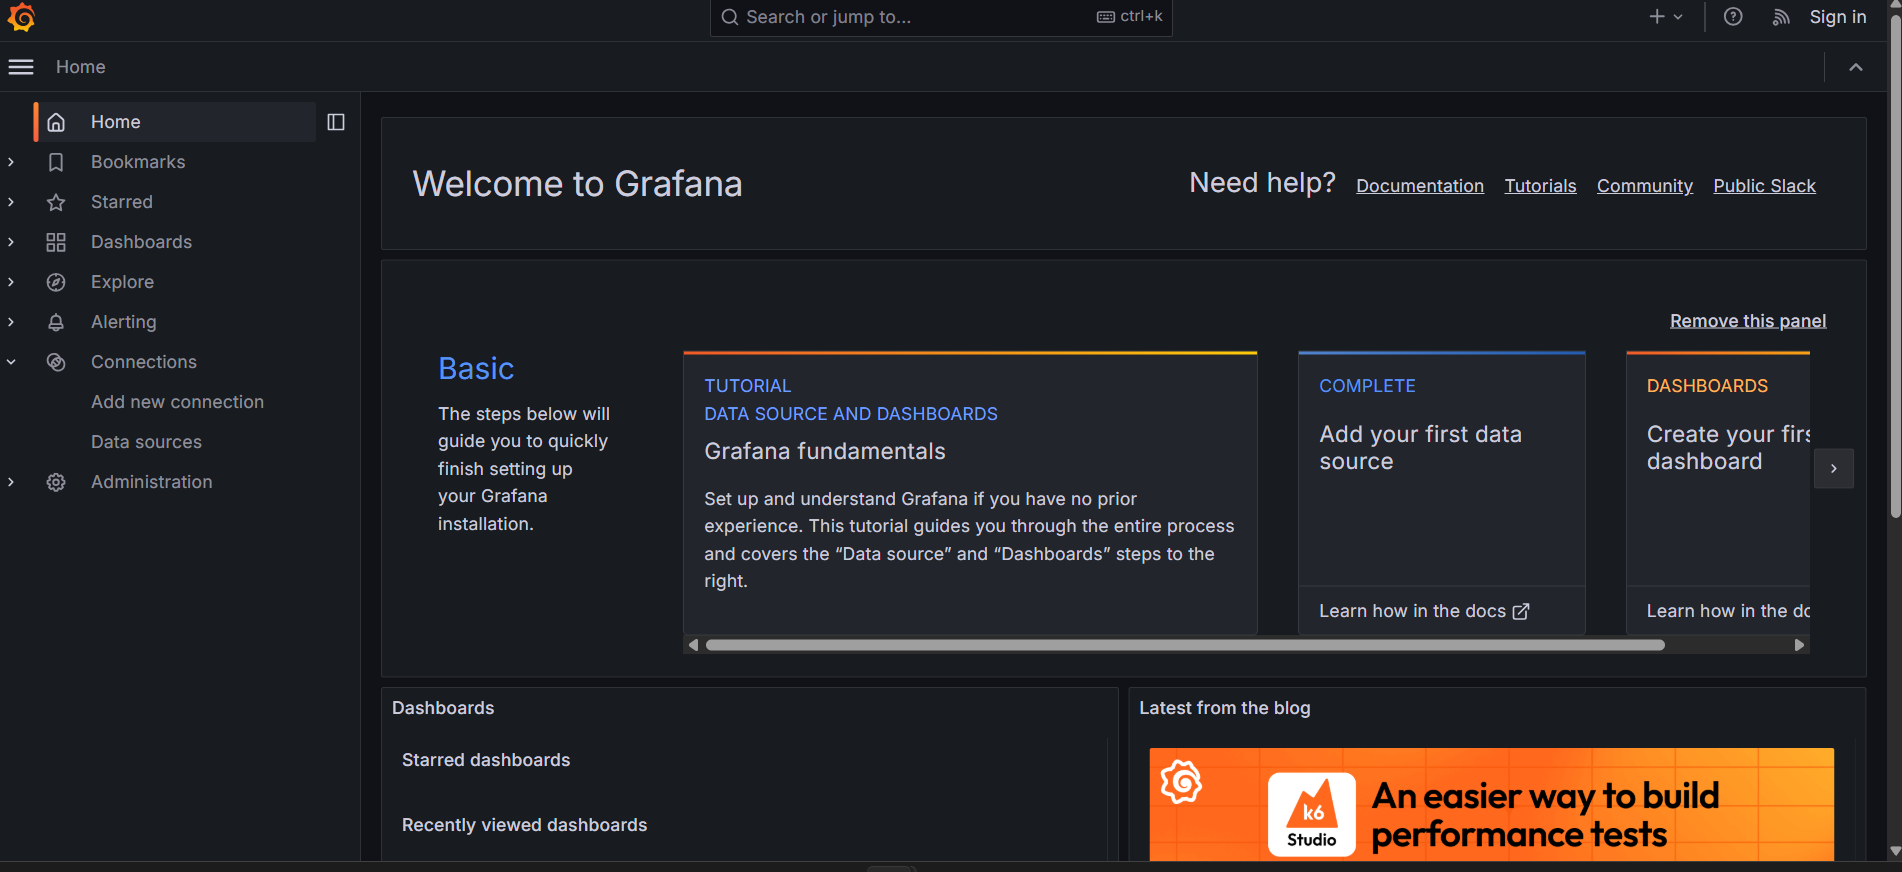 Search or jump to...
ctrl+k
Sign in
Home
Home
Bookmarks
Starred
Dashboards
Explore
Alerting
Connections
Add new connection
Data sources
Administration
Welcome to Grafana
Need help?
Documentation
Tutorials
Community
Public Slack
Remove this panel
Basic
The steps below will
guide you to quickly
finish setting up
your Grafana
installation.
TUTORIAL
DATA SOURCE AND DASHBOARDS
Grafana fundamentals
Set up and understand Grafana if you have no prior
experience. This tutorial guides you through the entire process
and covers the “Data source” and “Dashboards” steps to the
right.
COMPLETE
Add your first data
source
Learn how in the docs
DASHBOARDS
Create your firs
dashboard
Learn how in the do
Dashboards
Starred dashboards
Recently viewed dashboards
Latest from the blog
k6
Studio
An easier way to build
performance tests